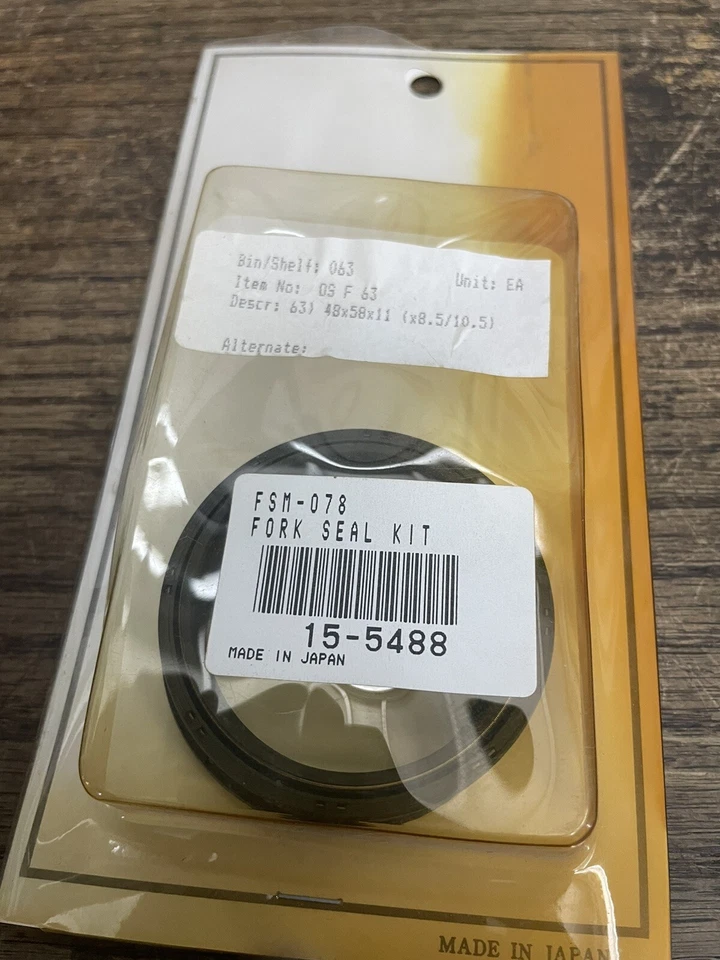 Bin/Shelf: 063
Unit: EA
Item No: OS F 63
Descr: 63) 48x58x11 (x8.5/10.5)
Alternate:
FSM-078
FORK SEAL KIT
15-5488
MADE IN JAPAN
MADE IN JAPAN